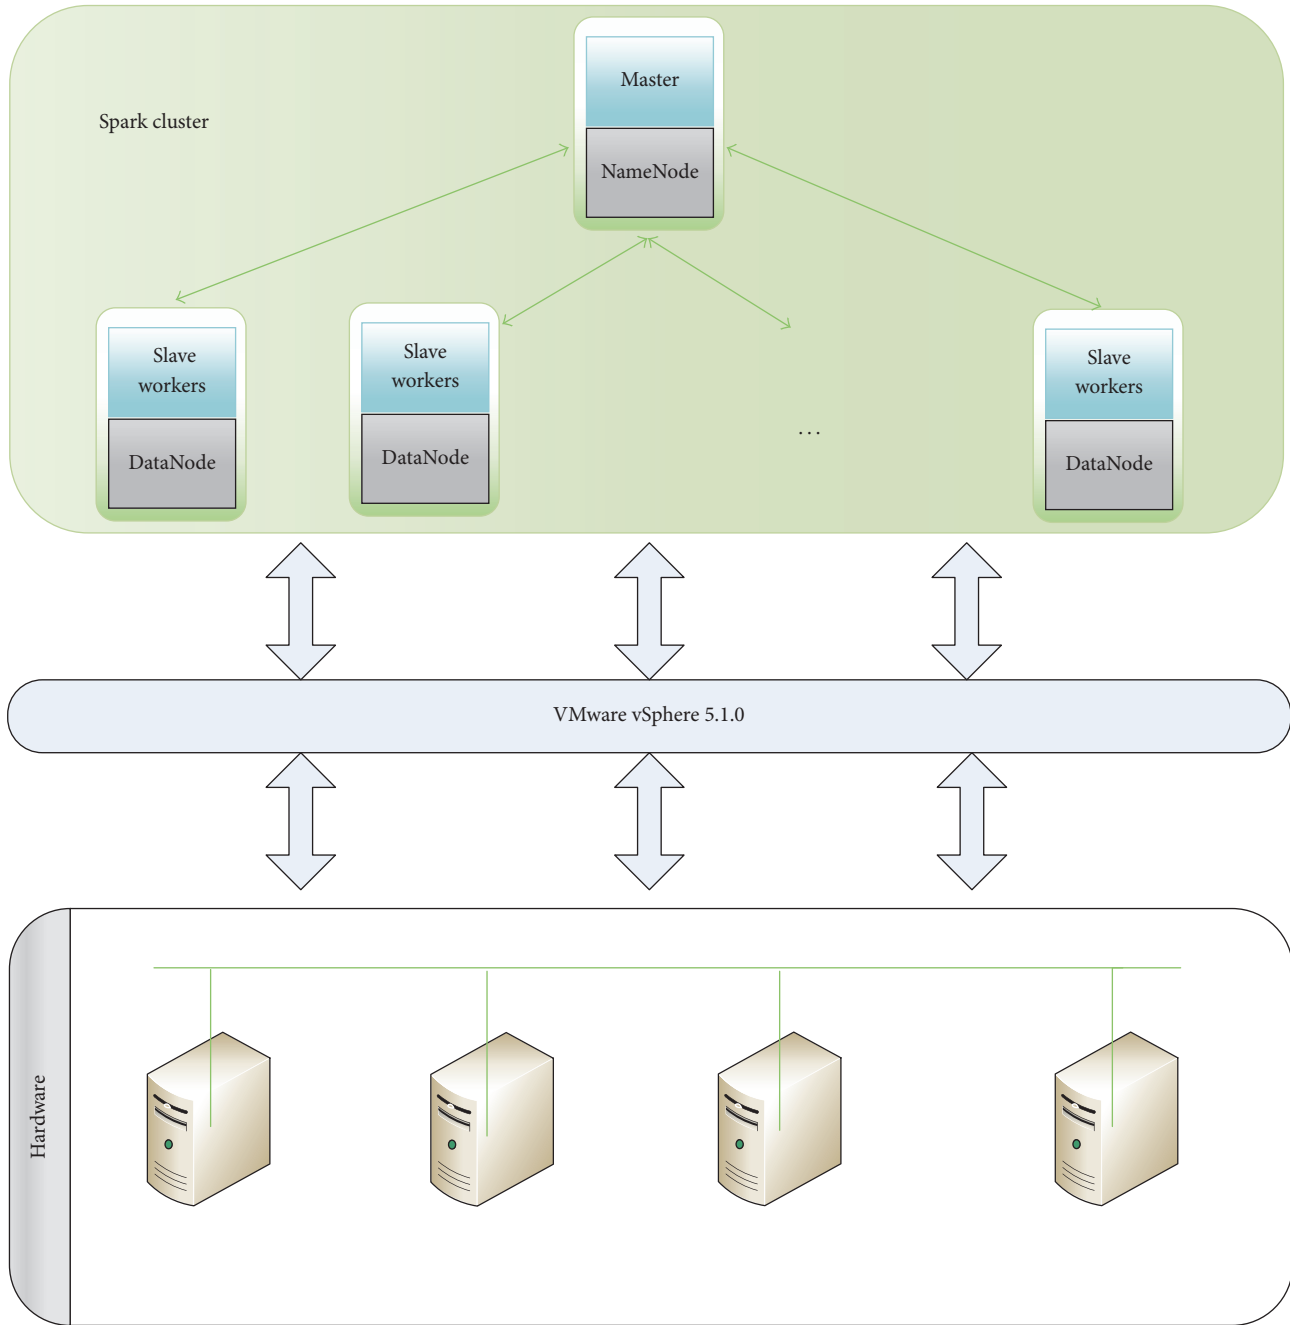 Master
Spark cluster
NameNode
Slave
workers
DataNode
Slave
workers
DataNode
...
Slave
workers
DataNode
VMware vSphere 5.1.0
Hardware